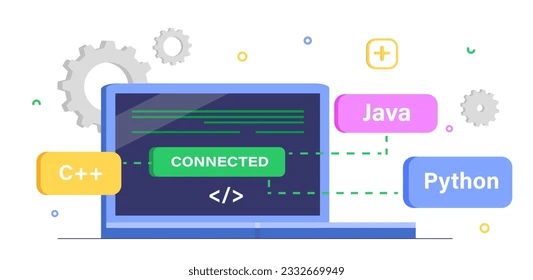 Java
C++
CONNECTED
Python
</>
shutterstock.com · 2332669949